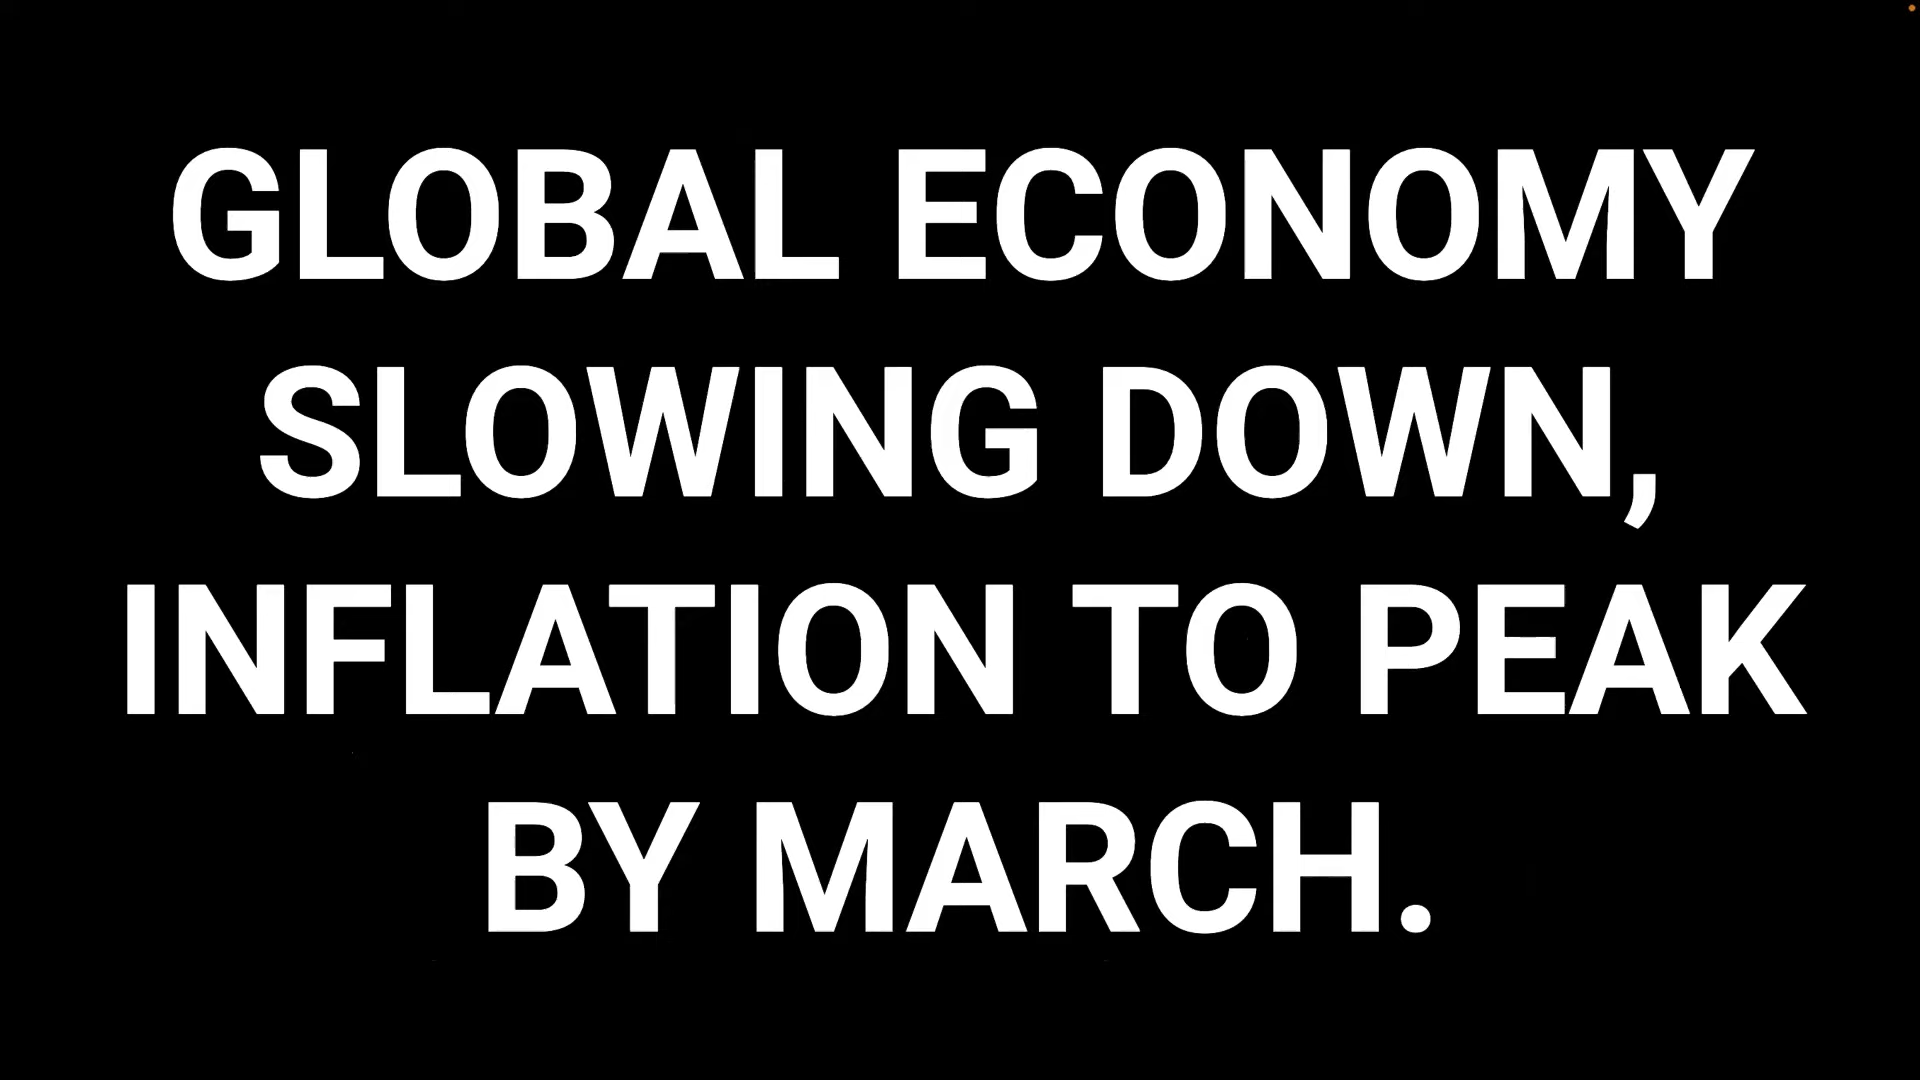 GLOBAL ECONOMY
SLOWING DOWN,
INFLATION TO PEAK
BY MARCH.